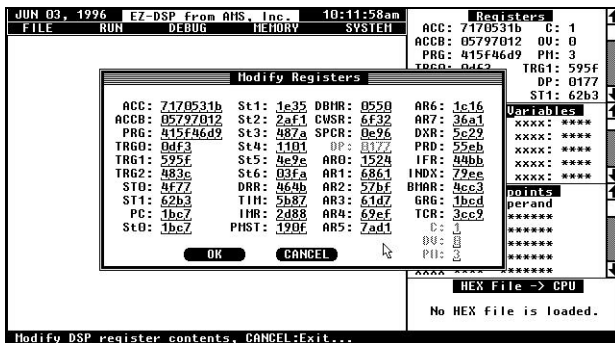 JUN 03, 1996 EZ-DSP from AMS, Inc. 10:11:58am
FILE RUN DEBUG MEMORY SYSTEM
Registers
ACC: 7170531b C: 1
ACCB: 05797012 OV: 0
PRG: 415f46d9 PM: 3
TRG0: 0df3 TRG1: 595f
DP: 0177
ST1: 62b3
Modify Registers
ACC: 7170531b St1: 1e35 DBMR: 0550 AR6: 1c16
ACCB: 05797012 St2: 2af1 CWSR: 6f32 AR7: 36a1
PRG: 415f46d9 St3: 487a SPCR: 0e96 DXR: 5c29
TRG0: 0df3 St4: 1101 DP: 0177 PRD: 55eb
TRG1: 595f St5: 4e9e AR0: 1524 IFR: 44bb
TRG2: 483c St6: 03fa AR1: 6861 INDX: 79ee
ST0: 4f77 DRR: 464b AR2: 57bf BMAR: 4cc3
ST1: 62b3 TIM: 5b87 AR3: 61d7 GRG: 1bcd
PC: 1bc7 IMR: 2d88 AR4: 69ef TCR: 3cc9
St0: 1bc7 PMST: 190f AR5: 7ad1 C: 1
OV: 0
PM: 3
OK CANCEL
Variables
xxxx: ****
xxxx: ****
xxxx: ****
xxxx: ****
xxxx: ****
points
perand
******
******
******
******
xxxx xxxx ******
HEX File -> CPU
No HEX file is loaded.
Modify DSP register contents, CANCEL:Exit...